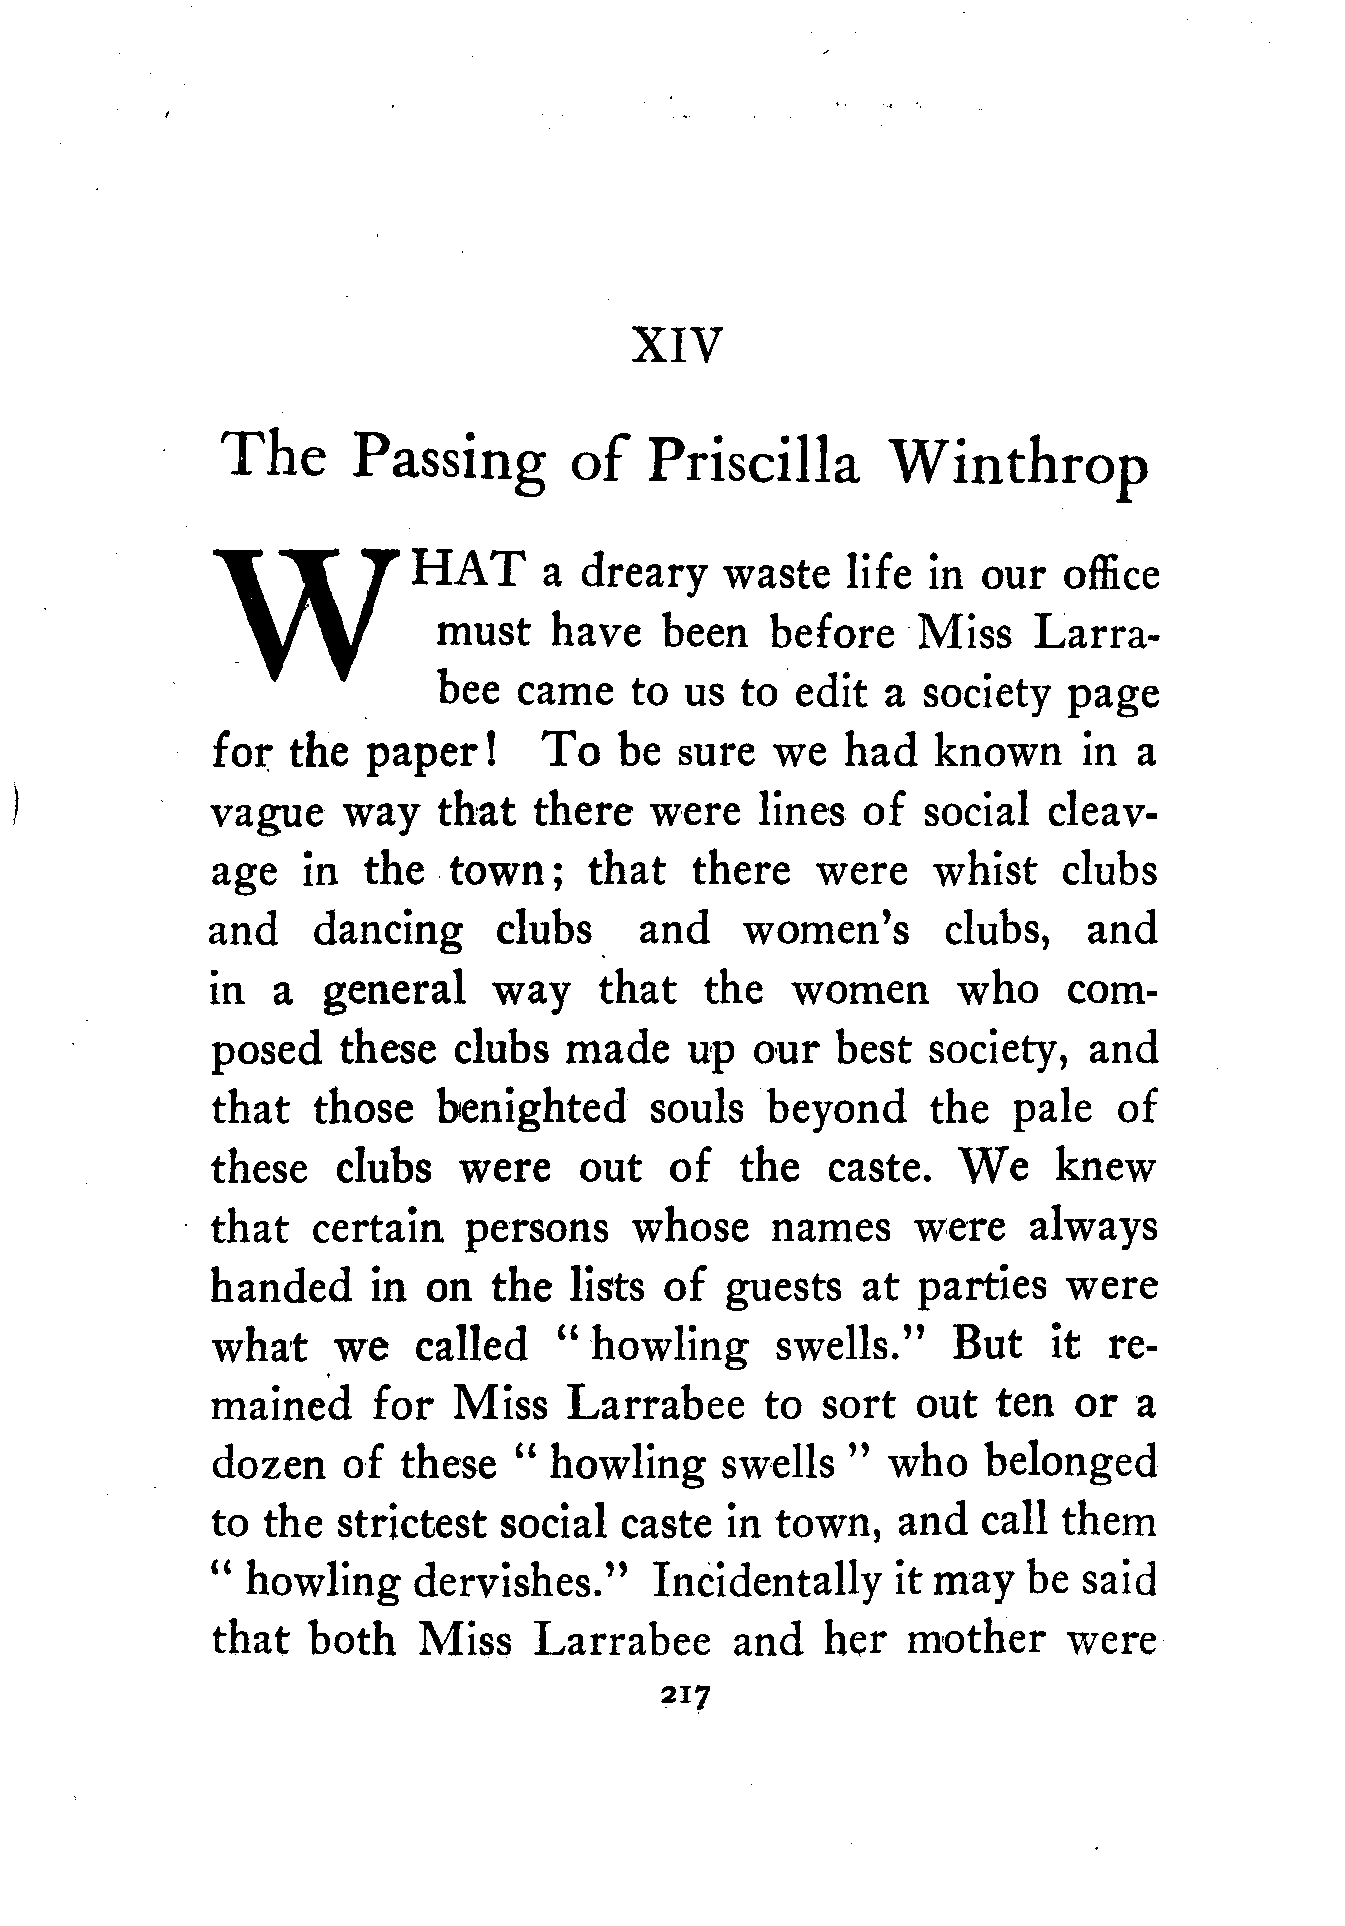 XIV
The Passing of Priscilla Winthrop
WHAT a dreary waste life in our office
must have been before Miss Larra-
bee came to us to edit a society page
for the paper! To be sure we had known in a
vague way that there were lines of social cleav-
age in the town; that there were whist clubs
and dancing clubs and women's clubs, and
in a general way that the women who com-
posed these clubs made up our best society, and
that those benighted souls beyond the pale of
these clubs were out of the caste. We knew
that certain persons whose names were always
handed in on the lists of guests at parties were
what we called " howling swells." But it re-
mained for Miss Larrabee to sort out ten or a
dozen of these " howling swells " who belonged
to the strictest social caste in town, and call them
" howling dervishes." Incidentally it may be said
that both Miss Larrabee and her mother were
217